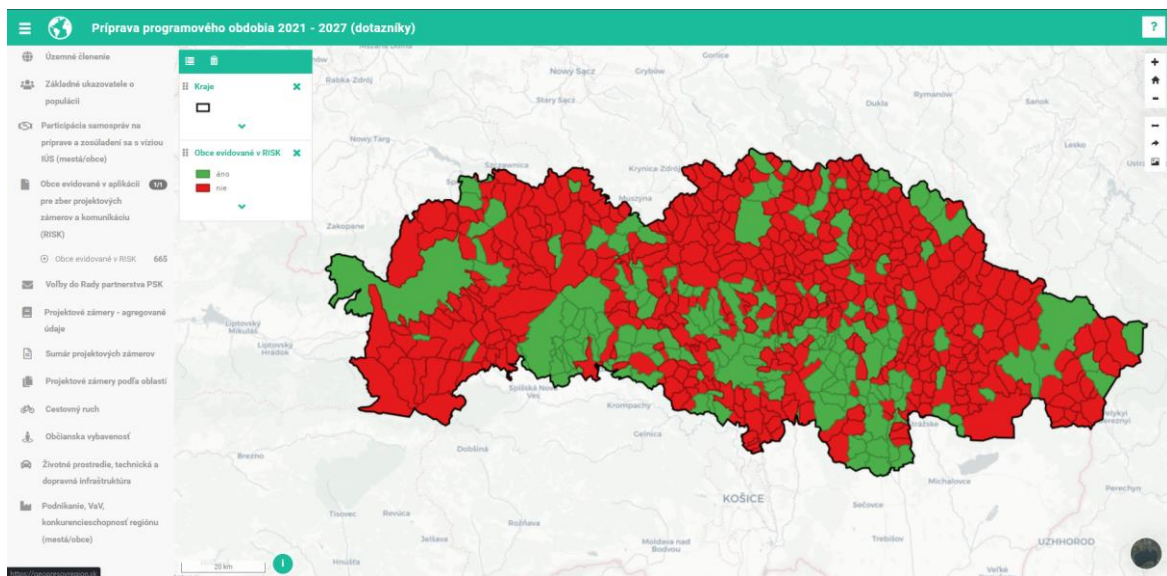 Príprava programového obdobia 2021 - 2027 (dotazníky)
?
Územné členenie
Základné ukazovatele o
populácii
Participácia samospráv na
príprave a zosúladení sa s víziou
IÚS (mestá/obce)
Obce evidované v aplikácii 1/1
pre zber projektových
zámerov a komunikáciu
(RISK)
Obce evidované v RISK 665
Voľby do Rady partnerstva PSK
Projektové zámery - agregované
údaje
Sumár projektových zámerov
Projektové zámery podľa oblastí
Cestovný ruch
Občianska vybavenosť
Životné prostredie, technická a
dopravná infraštruktúra
Podnikanie, VaV,
konkurencieschopnosť regiónu
(mestá/obce)
https://geopresovregion.sk
Kraje
Obce evidované v RISK
áno
nie
Rabka-Zdrój
Nowy Sącz
Grybów
Gorlice
Stary Sącz
Dukla
Rymanów
Sanok
Nowy Targ
Lesko
Szczawnica
Krynica-Zdrój
Muszyna
Zakopane
Liptovský
Mikuláš
Liptovský
Hrádok
Spišská Nová
Ves
Krompachy
Gelnica
Dobšiná
Brezno
Michalovce
Perechyn
KOŠICE
Sečovce
Tisovec
Revúca
Rožňava
Jelšava
Moldava nad
Bodvou
Trebišov
UZHHOROD
Hnúšťa
Veľké
20 km
i